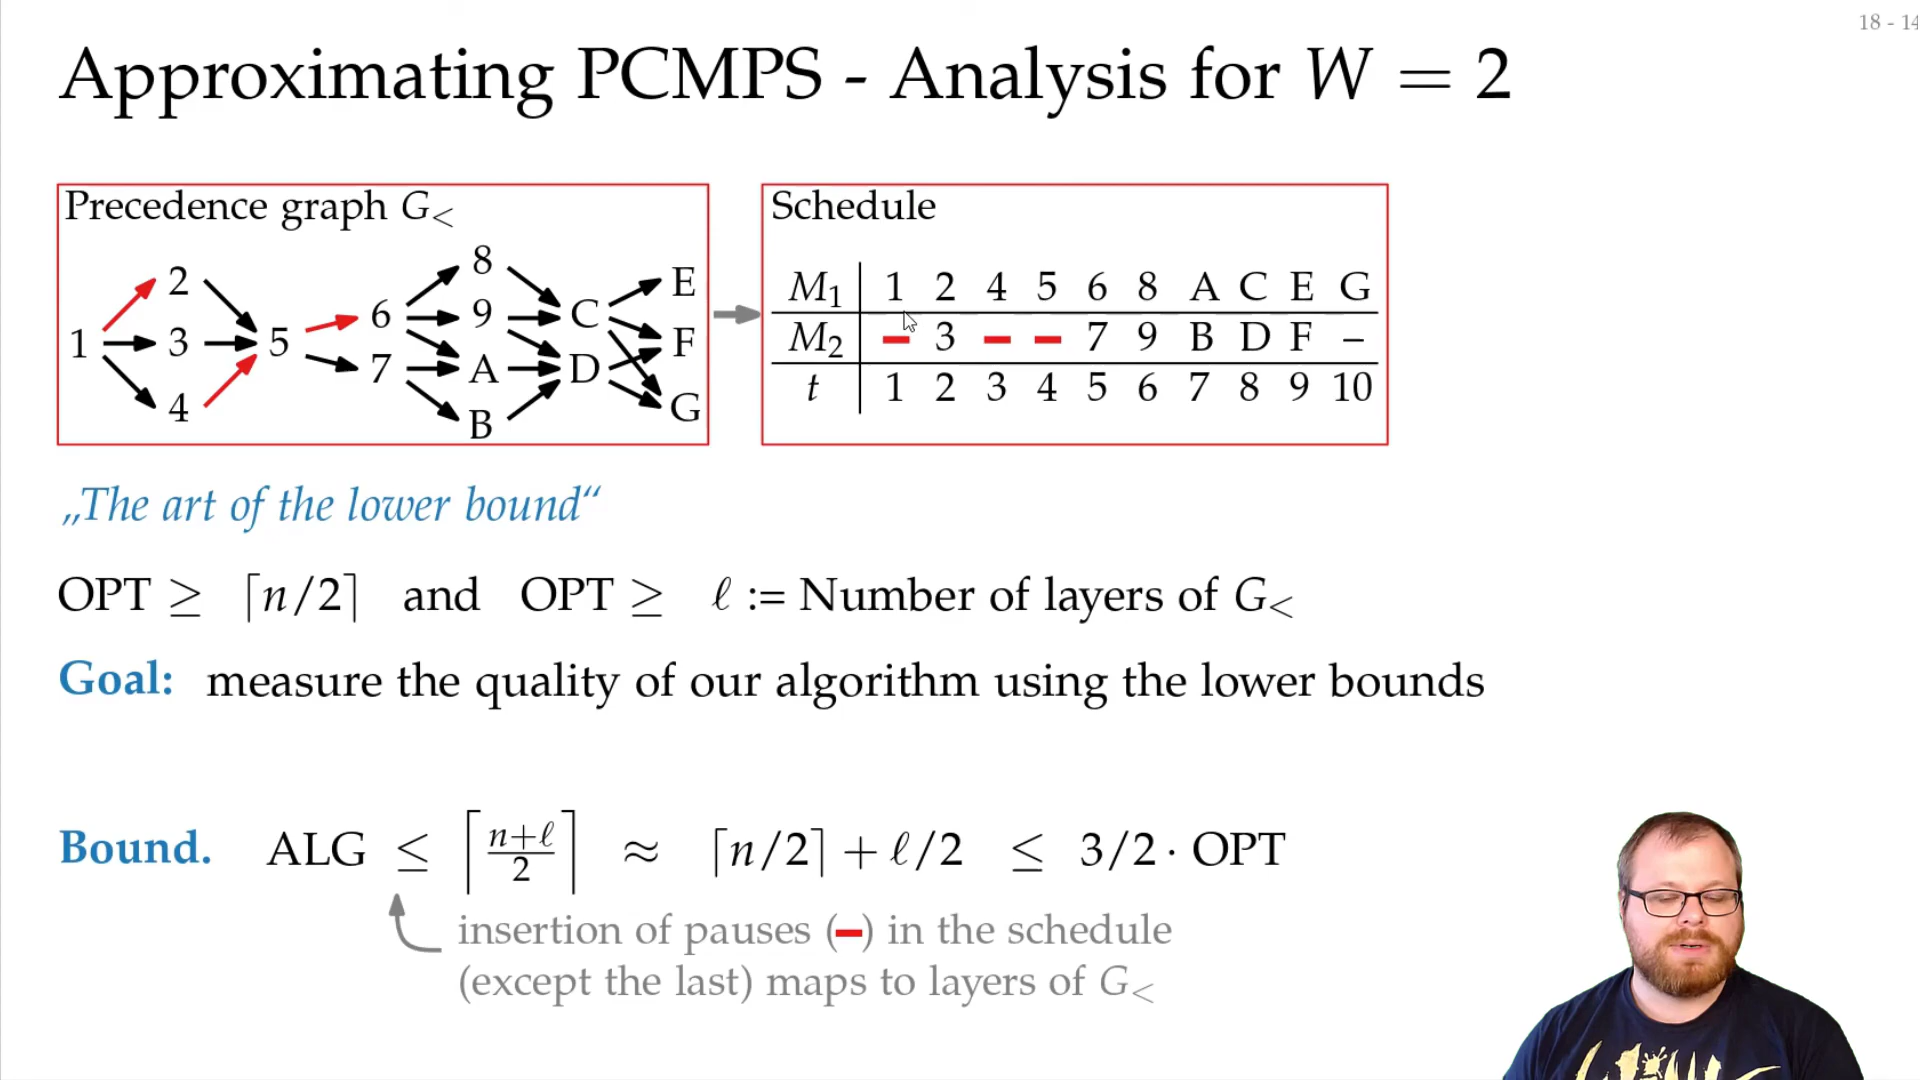 18 - 14
Approximating PCMPS - Analysis for W = 2
Precedence graph G<
1 2 3 4 5 6 7 8 9 A B C D E F G
Schedule
M₁ 1 2 4 5 6 8 A C E G
M₂ – 3 – – 7 9 B D F –
t 1 2 3 4 5 6 7 8 9 10
„The art of the lower bound“
OPT ≥ ⌈n/2⌉ and OPT ≥ ℓ := Number of layers of G<
Goal: measure the quality of our algorithm using the lower bounds
Bound. ALG ≤ ⌈(n+ℓ)/2⌉ ≈ ⌈n/2⌉ + ℓ/2 ≤ 3/2 · OPT
insertion of pauses (–) in the schedule
(except the last) maps to layers of G<